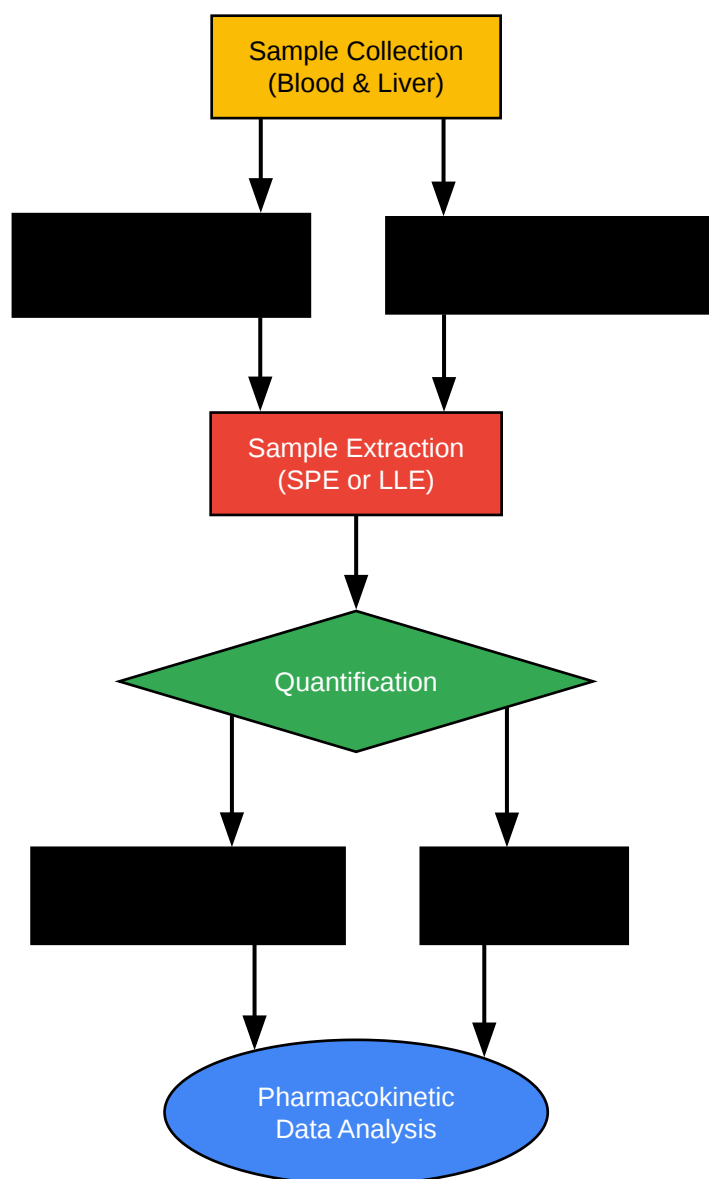 Sample Collection
(Blood & Liver)
Sample Extraction
(SPE or LLE)
Quantification
Pharmacokinetic
Data Analysis